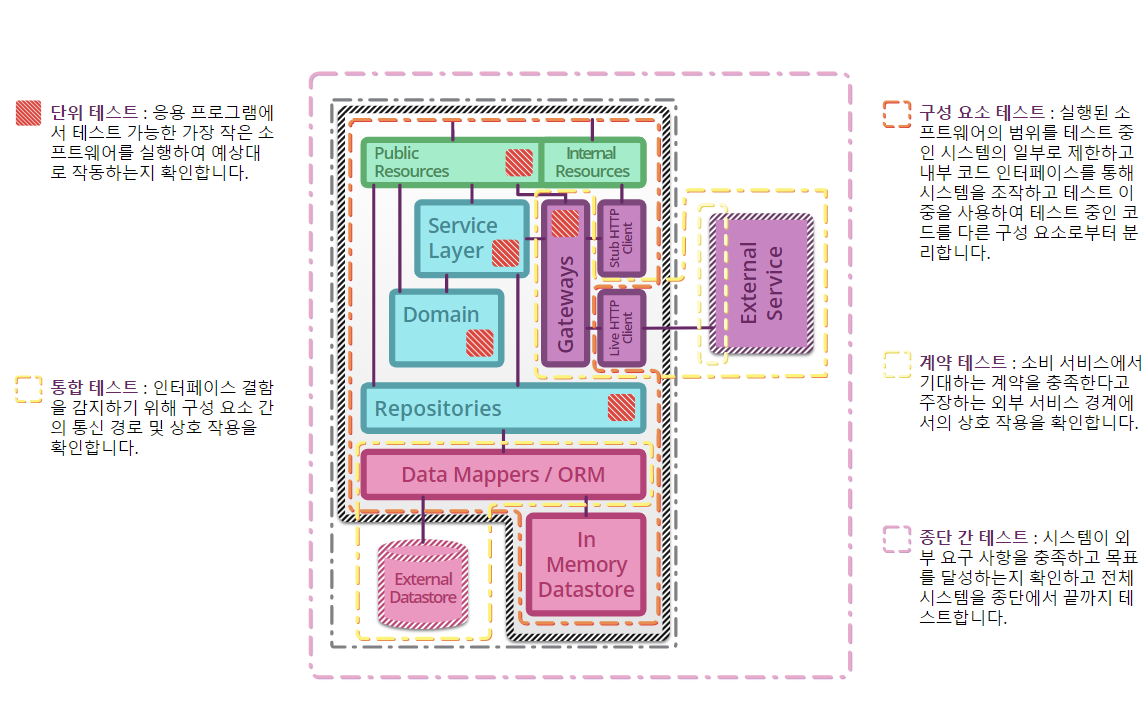 단위 테스트 : 응용 프로그램에
서 테스트 가능한 가장 작은 소
프트웨어를 실행하여 예상대
로 작동하는지 확인합니다.
통합 테스트 : 인터페이스 결함
을 감지하기 위해 구성 요소 간
의 통신 경로 및 상호 작용을
확인합니다.
Public
Resources
Internal
Resources
Service
Layer
Domain
Gateways
Stub HTTP
Client
Live HTTP
Client
External
Service
Repositories
Data Mappers / ORM
External
Datastore
In
Memory
Datastore
구성 요소 테스트 : 실행된 소
프트웨어의 범위를 테스트 중
인 시스템의 일부로 제한하고
내부 코드 인터페이스를 통해
시스템을 조작하고 테스트 이
중을 사용하여 테스트 중인 코
드를 다른 구성 요소로부터 분
리합니다.
계약 테스트 : 소비 서비스에서
기대하는 계약을 충족한다고
주장하는 외부 서비스 경계에
서의 상호 작용을 확인합니다.
종단 간 테스트 : 시스템이 외
부 요구 사항을 충족하고 목표
를 달성하는지 확인하고 전체
시스템을 종단에서 끝까지 테
스트합니다.